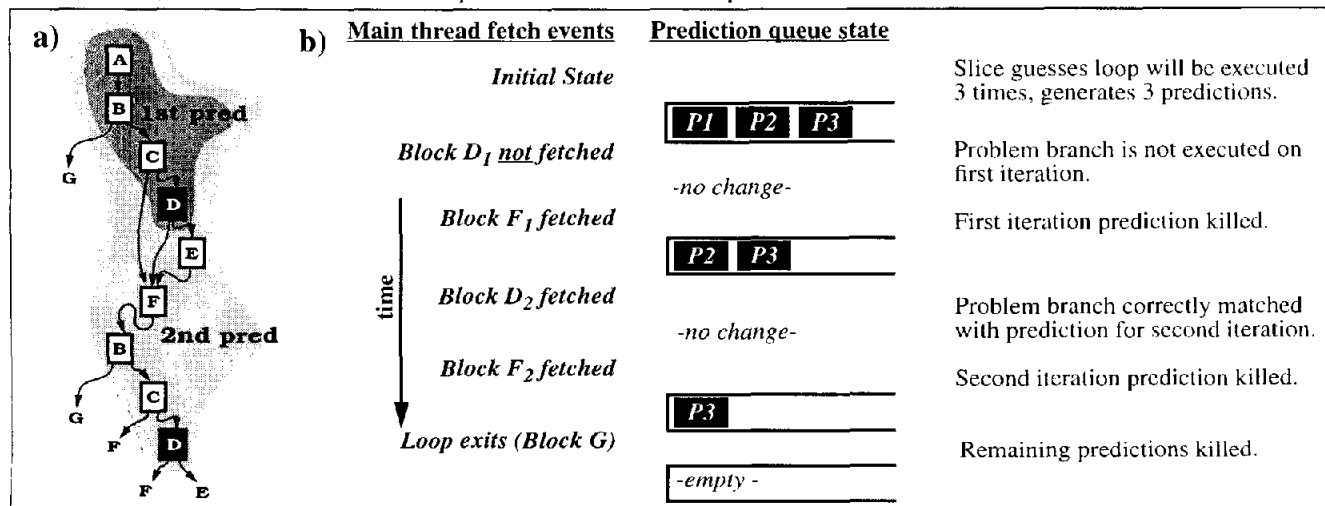 a)
A
B
1st pred
C
G
D
E
F
2nd pred
B
C
G
F
D
F
E
b)
Main thread fetch events
Prediction queue state
Initial State
Slice guesses loop will be executed
3 times, generates 3 predictions.
P1 P2 P3
Block D1 not fetched
Problem branch is not executed on
first iteration.
-no change-
Block F1 fetched
First iteration prediction killed.
P2 P3
time
Block D2 fetched
Problem branch correctly matched
with prediction for second iteration.
-no change-
Block F2 fetched
Second iteration prediction killed.
P3
Loop exits (Block G)
Remaining predictions killed.
-empty -